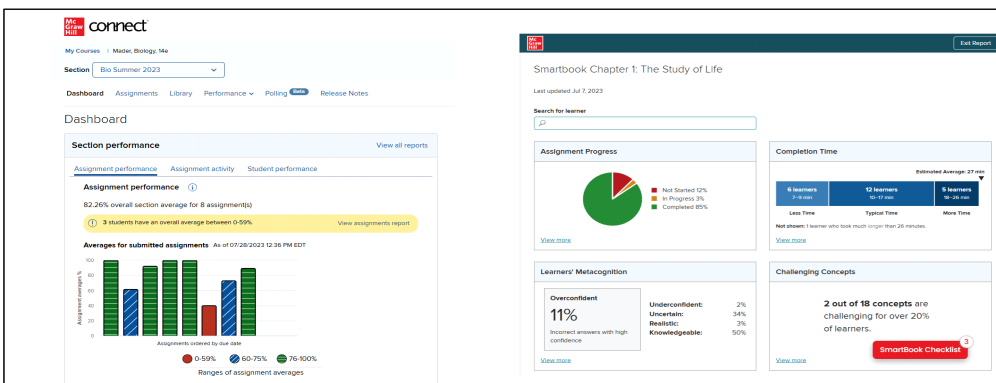 Mc
Graw
Hill
connect
My Courses | Mader, Biology, 14e
Section Bio Summer 2023
Dashboard Assignments Library Performance Polling Beta Release Notes
Dashboard
Section performance View all reports
Assignment performance Assignment activity Student performance
Assignment performance i
82.26% overall section average for 8 assignment(s)
! 3 students have an overall average between 0-59%. View assignments report
Averages for submitted assignments As of 07/28/2023 12:36 PM EDT
Assignment averages %
100
80
60
40
20
0
Assignments ordered by due date
0-59% 60-75% 76-100%
Ranges of assignment averages
Mc
Graw
Hill
Exit Report
Smartbook Chapter 1: The Study of Life
Last updated Jul 7, 2023
Search for learner
Assignment Progress
Not Started 12%
In Progress 3%
Completed 85%
View more
Completion Time
Estimated Average: 27 min
6 learners 12 learners 5 learners
7-9 min 10-17 min 18-26 min
Less Time Typical Time More Time
Not shown: 1 learner who took much longer than 26 minutes
View more
Learners' Metacognition
Overconfident
11%
Incorrect answers with high
confidence
Underconfident: 2%
Uncertain: 34%
Realistic: 3%
Knowledgeable: 50%
View more
Challenging Concepts
2 out of 18 concepts are
challenging for over 20%
of learners.
SmartBook Checklist 3
View more